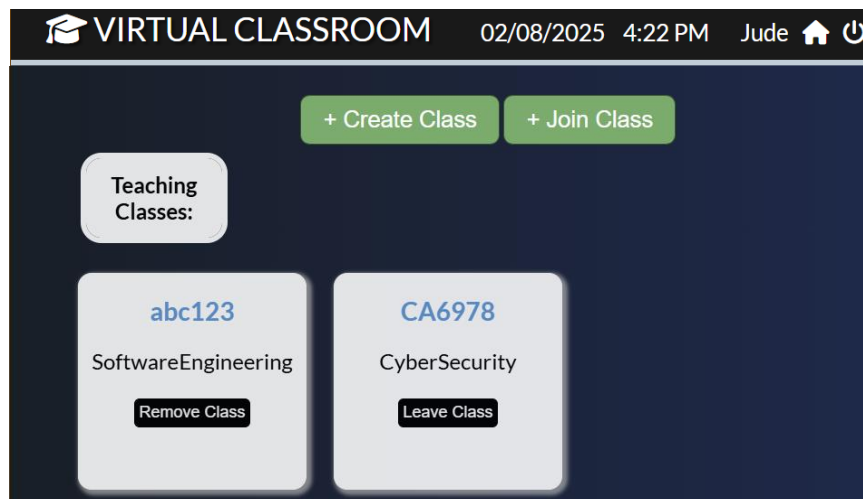 VIRTUAL CLASSROOM 02/08/2025 4:22 PM Jude
+ Create Class + Join Class
Teaching
Classes:
abc123 CA6978
SoftwareEngineering CyberSecurity
Remove Class Leave Class